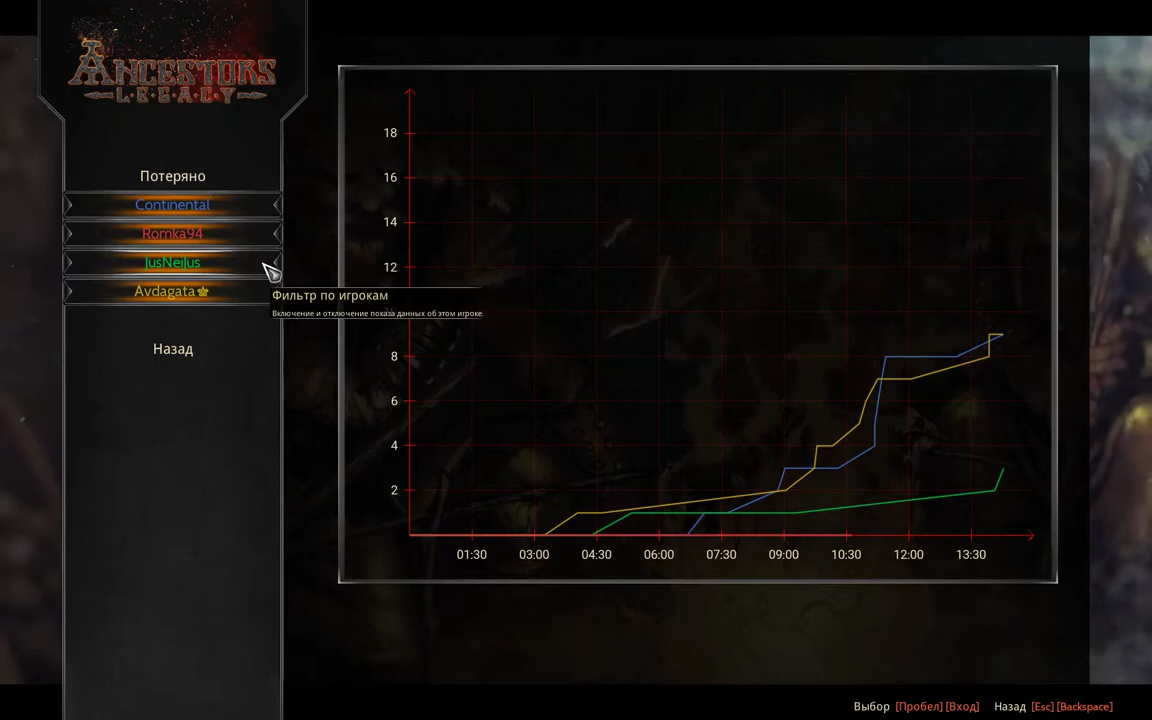 ANCESTORS
LEGACY
Потеряно
Continental
Romka94
JusNeiJus
Avdagata
Назад
Фильтр по игрокам
Включение и отключение показа данных об этом игроке.
18
16
14
12
8
6
4
2
01:30 03:00 04:30 06:00 07:30 09:00 10:30 12:00 13:30
Выбор [Пробел] [Вход] Назад [Esc] [Backspace]